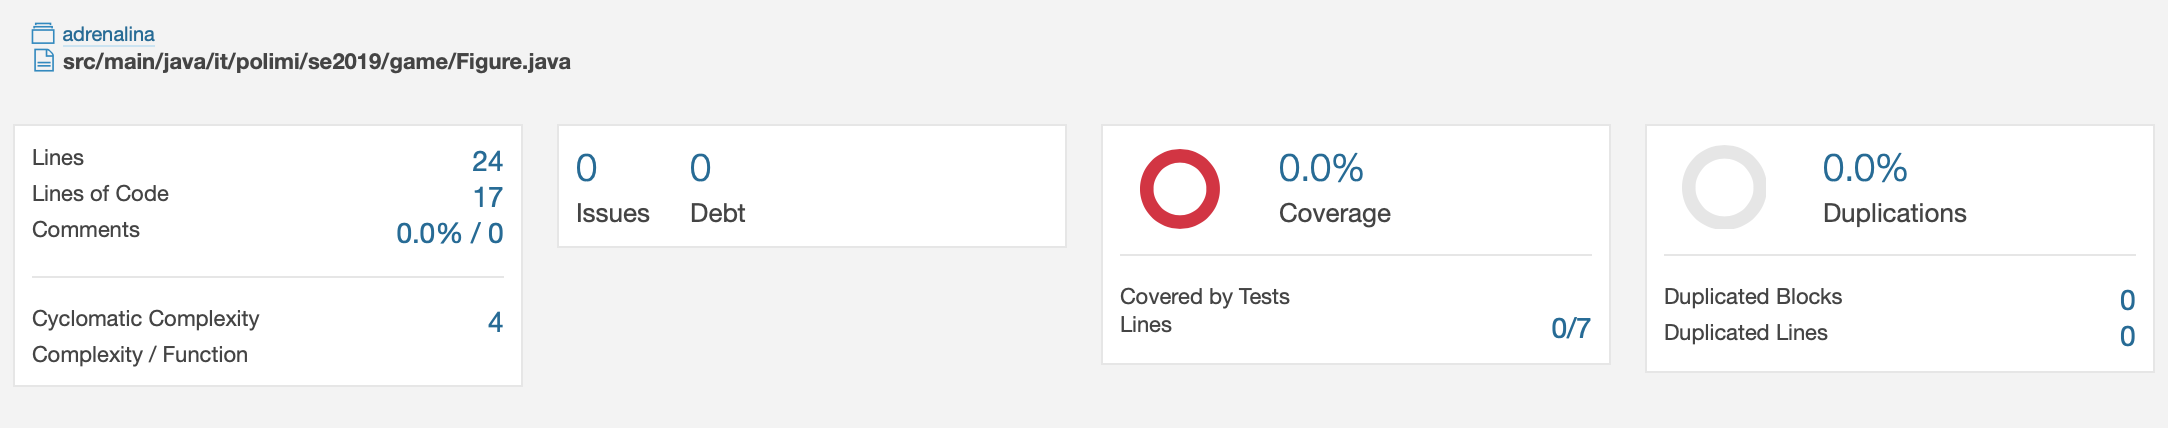 adrenalina
src/main/java/it/polimi/se2019/game/Figure.java
Lines 24
Lines of Code 17
Comments 0.0% / 0
Cyclomatic Complexity 4
Complexity / Function
0 0
Issues Debt
0.0%
Coverage
Covered by Tests
Lines 0/7
0.0%
Duplications
Duplicated Blocks 0
Duplicated Lines 0